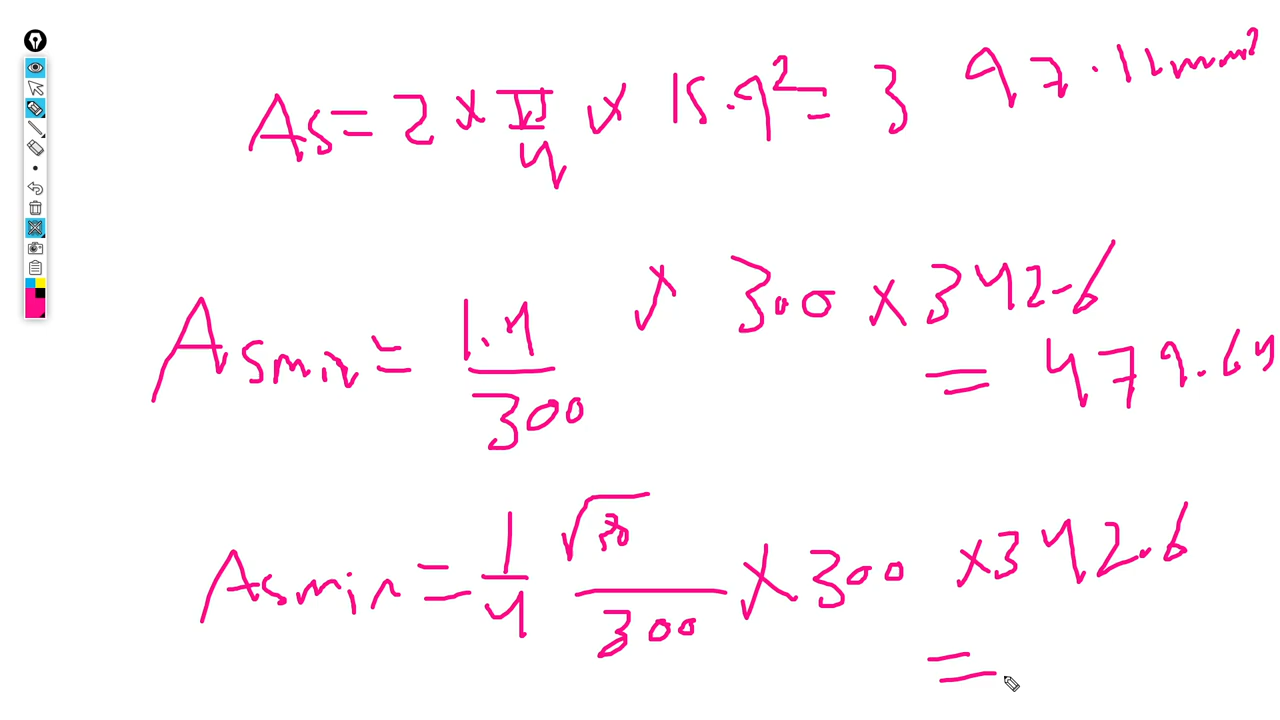 As = 2 × π/4 × 15.9² = 397.11mm²
Asmin = 1.4/300 × 300 × 342.6
= 479.64
Asmin = 1/4 √30/300 × 300 × 342.6
=